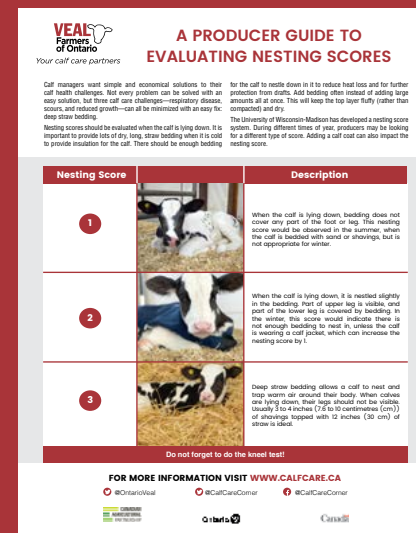 VEAL
Farmers
of Ontario
Your calf care partners
A PRODUCER GUIDE TO
EVALUATING NESTING SCORES
Calf managers want simple and economical solutions to their
calf health challenges. Not every problem can be solved with an
easy solution, but three calf care challenges—respiratory disease,
scours, and reduced growth—can all be minimized with an easy fix:
deep straw bedding.
Nesting scores should be evaluated when the calf is lying down. It is
important to provide lots of dry, long, straw bedding when it is cold
to provide insulation for the calf. There should be enough bedding
for the calf to nestle down in it to reduce heat loss and for further
protection from drafts. Add bedding often instead of adding large
amounts all at once. This will keep the top layer fluffy (rather than
compacted) and dry.
The University of Wisconsin-Madison has developed a nesting score
system. During different times of year, producers may be looking
for a different type of score. Adding a calf coat can also impact the
nesting score.
Nesting Score
Description
1
When the calf is lying down, bedding does not
cover any part of the foot or leg. This nesting
score would be observed in the summer, when
the calf is bedded with sand or shavings, but is
not appropriate for winter.
2
When the calf is lying down, it is nestled slightly
in the bedding. Part of upper leg is visible, and
part of the lower leg is covered by bedding. In
the winter, this score would indicate there is
not enough bedding to nest in, unless the calf
is wearing a calf jacket, which can increase the
nesting score by 1.
3
Deep straw bedding allows a calf to nest and
trap warm air around their body. When calves
are lying down, their legs should not be visible.
Usually 3 to 4 inches (7.6 to 10 centimetres (cm))
of shavings topped with 12 inches (30 cm) of
straw is ideal.
Do not forget to do the kneel test!
FOR MORE INFORMATION VISIT WWW.CALFCARE.CA
@OntarioVeal
@CalfCareCorner
@CalfCareCorner
CANADIAN
AGRICULTURAL
PARTNERSHIP
Ontario
Canada